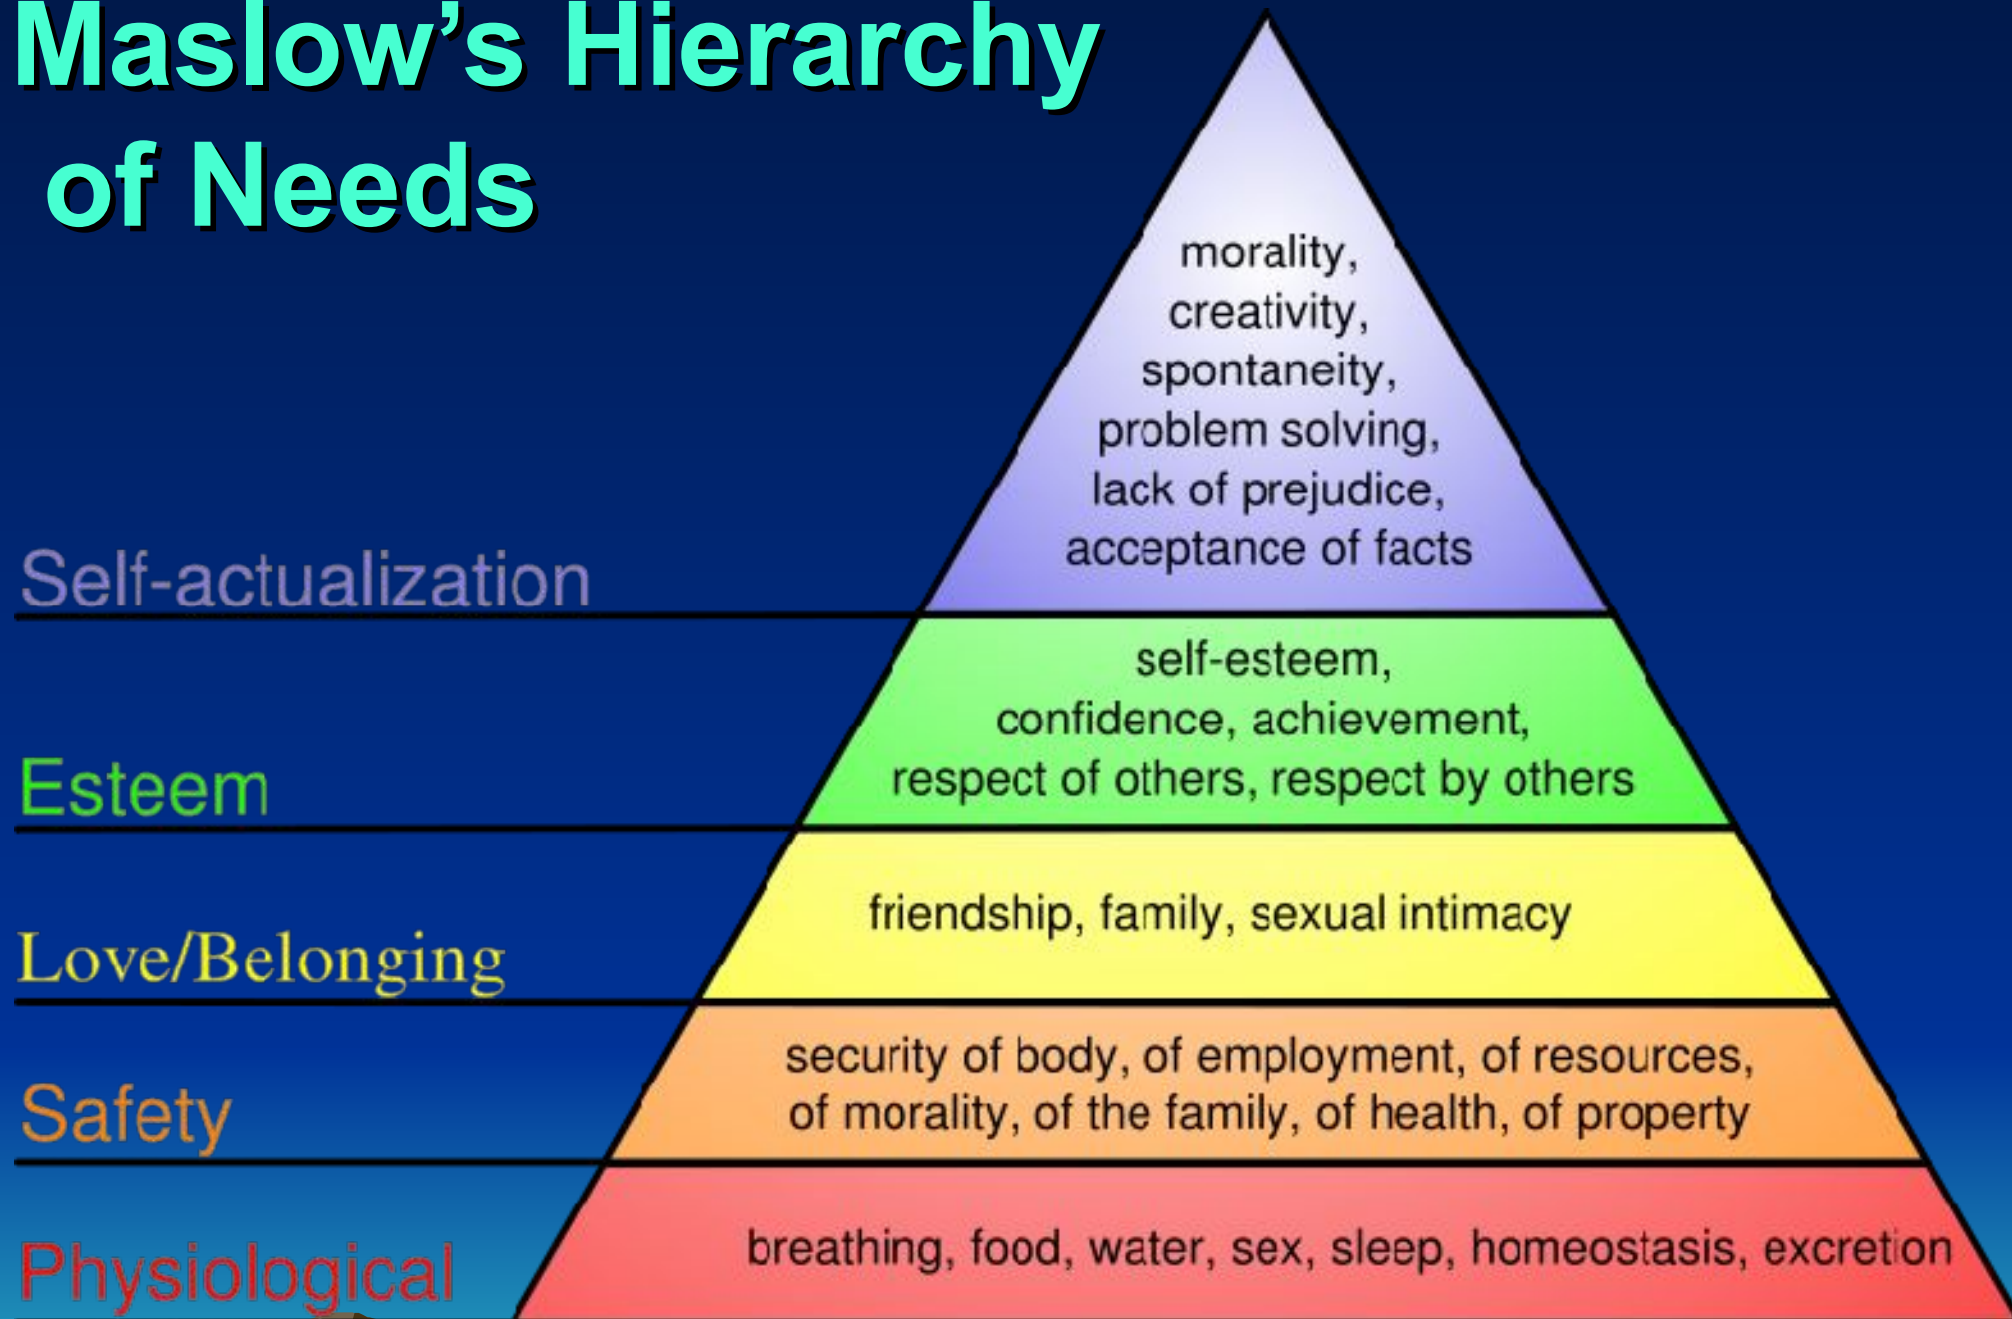 Maslow’s Hierarchy
of Needs
morality,
creativity,
spontaneity,
problem solving,
lack of prejudice,
acceptance of facts
Self-actualization
self-esteem,
confidence, achievement,
respect of others, respect by others
Esteem
friendship, family, sexual intimacy
Love/Belonging
security of body, of employment, of resources,
of morality, of the family, of health, of property
Safety
breathing, food, water, sex, sleep, homeostasis, excretion
Physiological